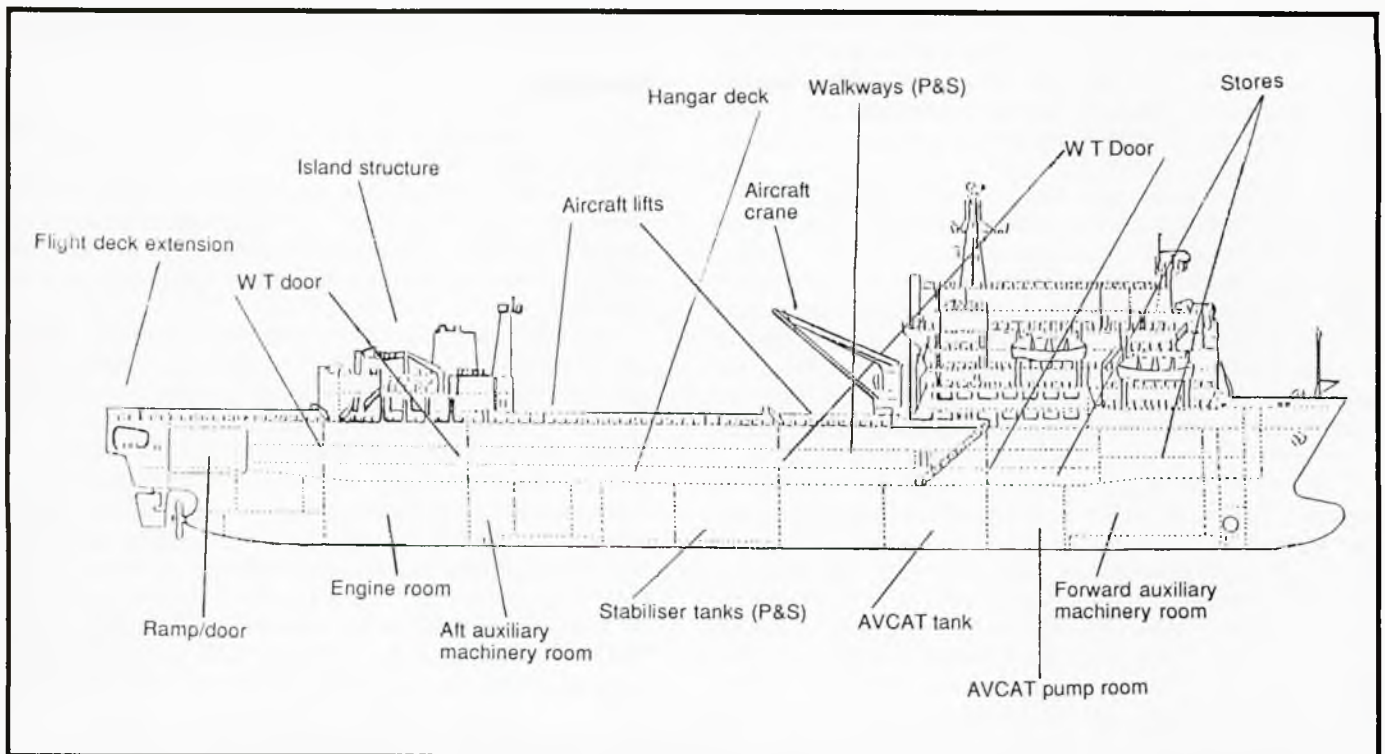 Hangar deck
Walkways (P&S)
Stores
W T Door
Island structure
Aircraft lifts
Aircraft
crane
Flight deck extension
W T door
Engine room
Ramp/door
Aft auxiliary
machinery room
Stabiliser tanks (P&S)
AVCAT tank
Forward auxiliary
machinery room
AVCAT pump room